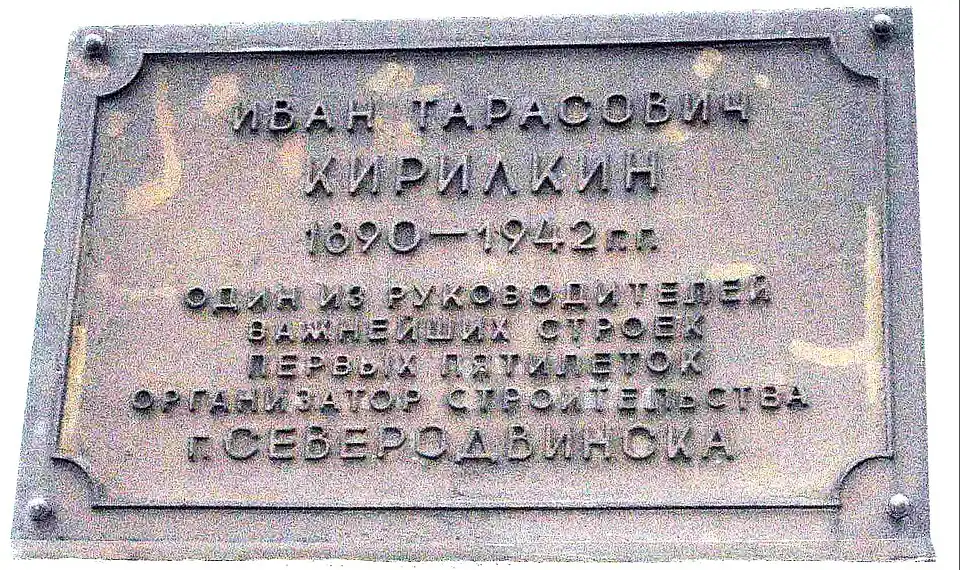 ИВАН ТАРАСОВИЧ
КИРИЛКИН
1890—1942 г.г.
ОДИН ИЗ РУКОВОДИТЕЛЕЙ
ВАЖНЕЙШИХ СТРОЕК
ПЕРВЫХ ПЯТИЛЕТОК
ОРГАНИЗАТОР СТРОИТЕЛЬСТВА
г. СЕВЕРОДВИНСКА